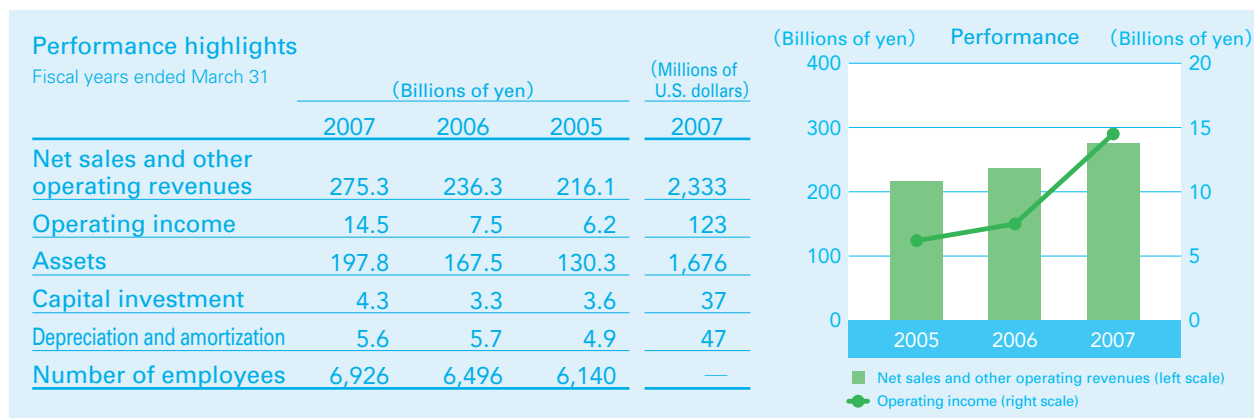 Performance highlights
Fiscal years ended March 31
(Billions of yen)
(Millions of
U.S. dollars)
2007 2006 2005 2007
Net sales and other
operating revenues 275.3 236.3 216.1 2,333
Operating income 14.5 7.5 6.2 123
Assets 197.8 167.5 130.3 1,676
Capital investment 4.3 3.3 3.6 37
Depreciation and amortization 5.6 5.7 4.9 47
Number of employees 6,926 6,496 6,140 —
(Billions of yen) Performance (Billions of yen)
400 20
300 15
200 10
100 5
0 0
2005 2006 2007
Net sales and other operating revenues (left scale)
Operating income (right scale)